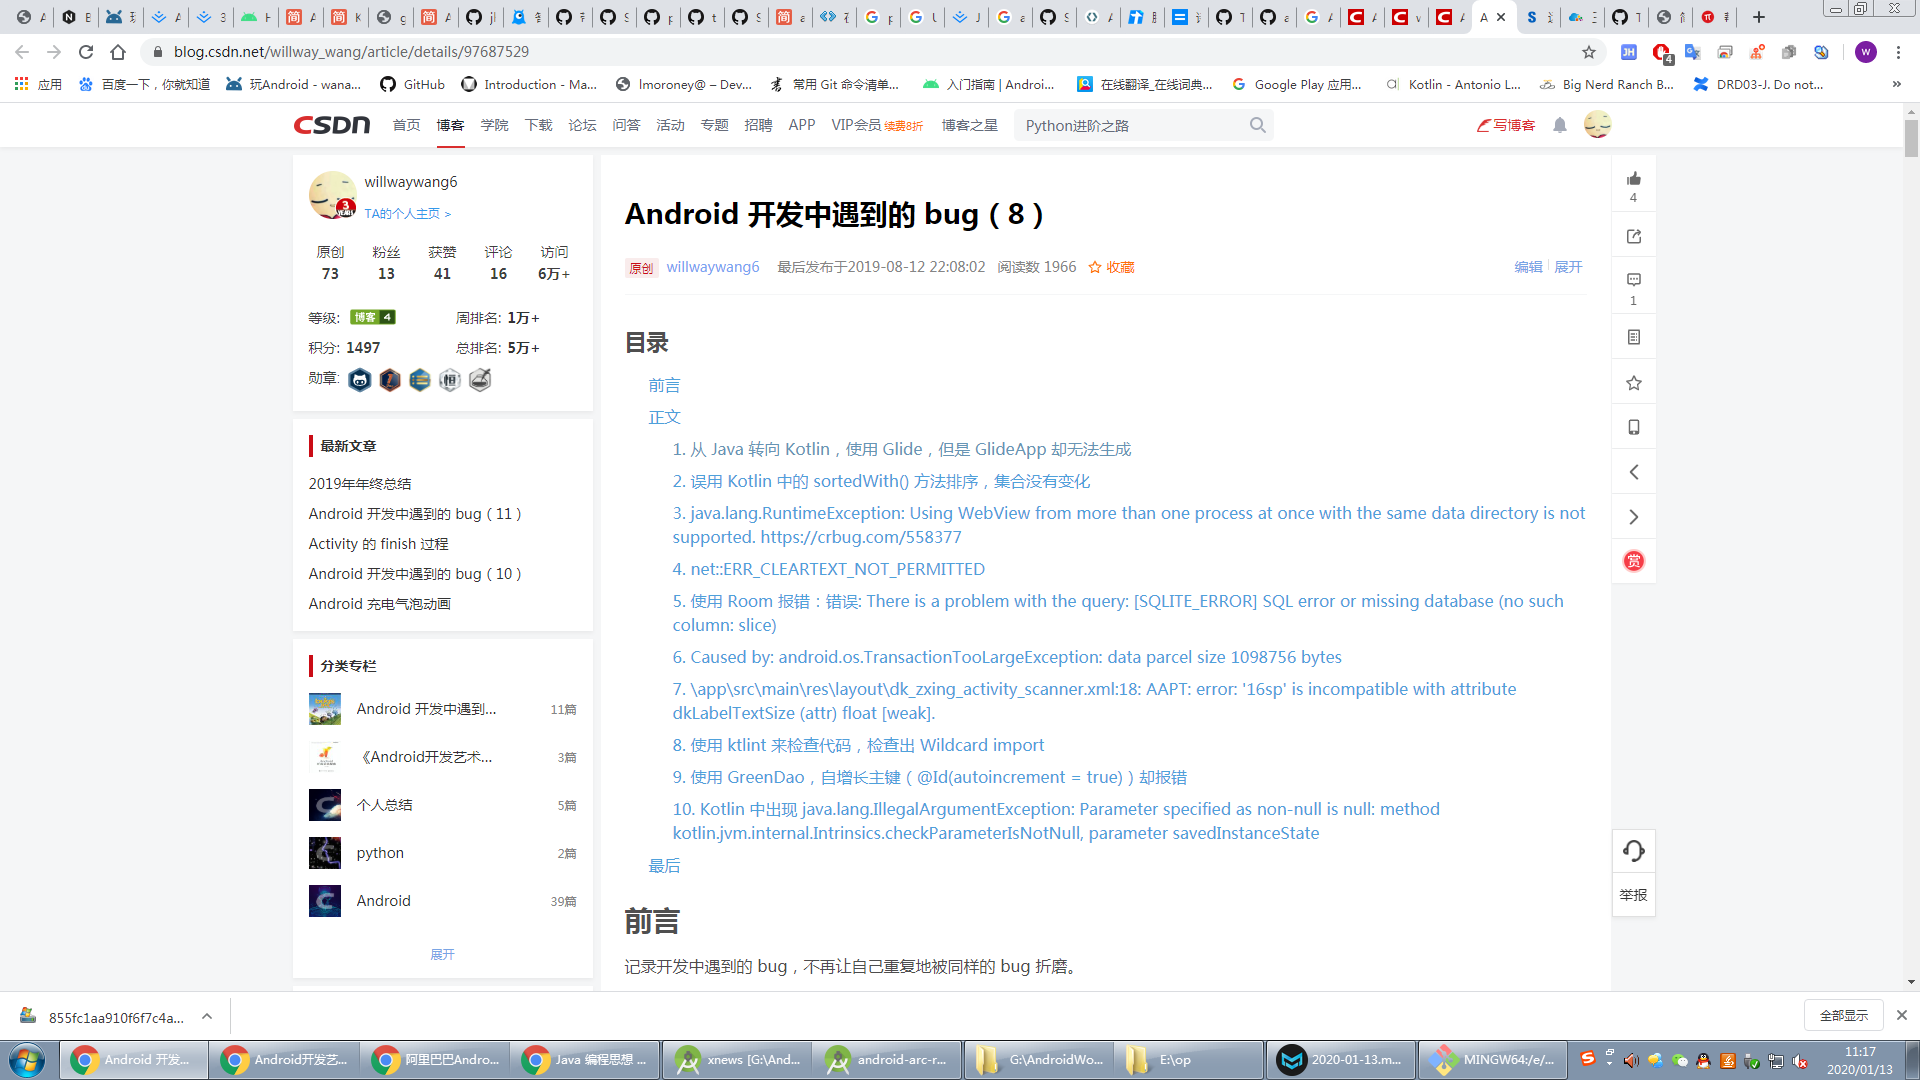 blog.csdn.net/willway_wang/article/details/97687529
应用
百度一下，你就知道
玩Android - wana...
GitHub
Introduction - Ma...
lmoroney@ – Dev...
常用 Git 命令清单...
入门指南 | Androi...
在线翻译_在线词典...
Google Play 应用...
Kotlin - Antonio L...
Big Nerd Ranch B...
DRD03-J. Do not...
CSDN
首页 博客 学院 下载 论坛 问答 活动 专题 招聘 APP VIP会员 续费8折 博客之星
Python进阶之路
写博客
willwaywang6
TA的个人主页 >
原创 粉丝 获赞 评论 访问
73 13 41 16 6万+
等级: 博客 4 周排名: 1万+
积分: 1497 总排名: 5万+
勋章:
最新文章
2019年年终总结
Android 开发中遇到的 bug（11）
Activity 的 finish 过程
Android 开发中遇到的 bug（10）
Android 充电气泡动画
分类专栏
Android 开发中遇到... 11篇
《Android开发艺术... 3篇
个人总结 5篇
python 2篇
Android 39篇
展开
Android 开发中遇到的 bug（8）
原创 willwaywang6 最后发布于2019-08-12 22:08:02 阅读数 1966 收藏
编辑 展开
目录
前言
正文
1. 从 Java 转向 Kotlin，使用 Glide，但是 GlideApp 却无法生成
2. 误用 Kotlin 中的 sortedWith() 方法排序，集合没有变化
3. java.lang.RuntimeException: Using WebView from more than one process at once with the same data directory is not
supported. https://crbug.com/558377
4. net::ERR_CLEARTEXT_NOT_PERMITTED
5. 使用 Room 报错：错误: There is a problem with the query: [SQLITE_ERROR] SQL error or missing database (no such
column: slice)
6. Caused by: android.os.TransactionTooLargeException: data parcel size 1098756 bytes
7. \app\src\main\res\layout\dk_zxing_activity_scanner.xml:18: AAPT: error: '16sp' is incompatible with attribute
dkLabelTextSize (attr) float [weak].
8. 使用 ktlint 来检查代码，检查出 Wildcard import
9. 使用 GreenDao，自增长主键（@Id(autoincrement = true)）却报错
10. Kotlin 中出现 java.lang.IllegalArgumentException: Parameter specified as non-null is null: method
kotlin.jvm.internal.Intrinsics.checkParameterIsNotNull, parameter savedInstanceState
最后
前言
记录开发中遇到的 bug，不再让自己重复地被同样的 bug 折磨。
4
1
赏
举报
855fc1aa910f6f7c4a...
全部显示
Android 开发...
Android开发艺...
阿里巴巴Andro...
Java 编程思想 ...
xnews [G:\And...
android-arc-r...
G:\AndroidWo...
E:\op
2020-01-13.m...
MINGW64:/e/...
11:17
2020/01/13